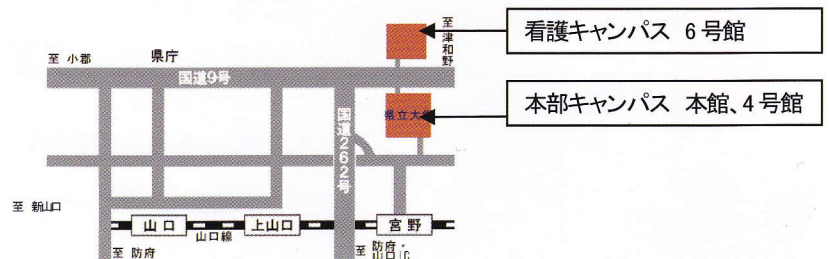 至 津和野
看護キャンパス 6号館
至 小郡
県庁
国道9号
本部キャンパス 本館、4号館
県立大学
国道262号
至 新山口
山口
山口線
上山口
宮野
至 防府
至 防府・山口IC